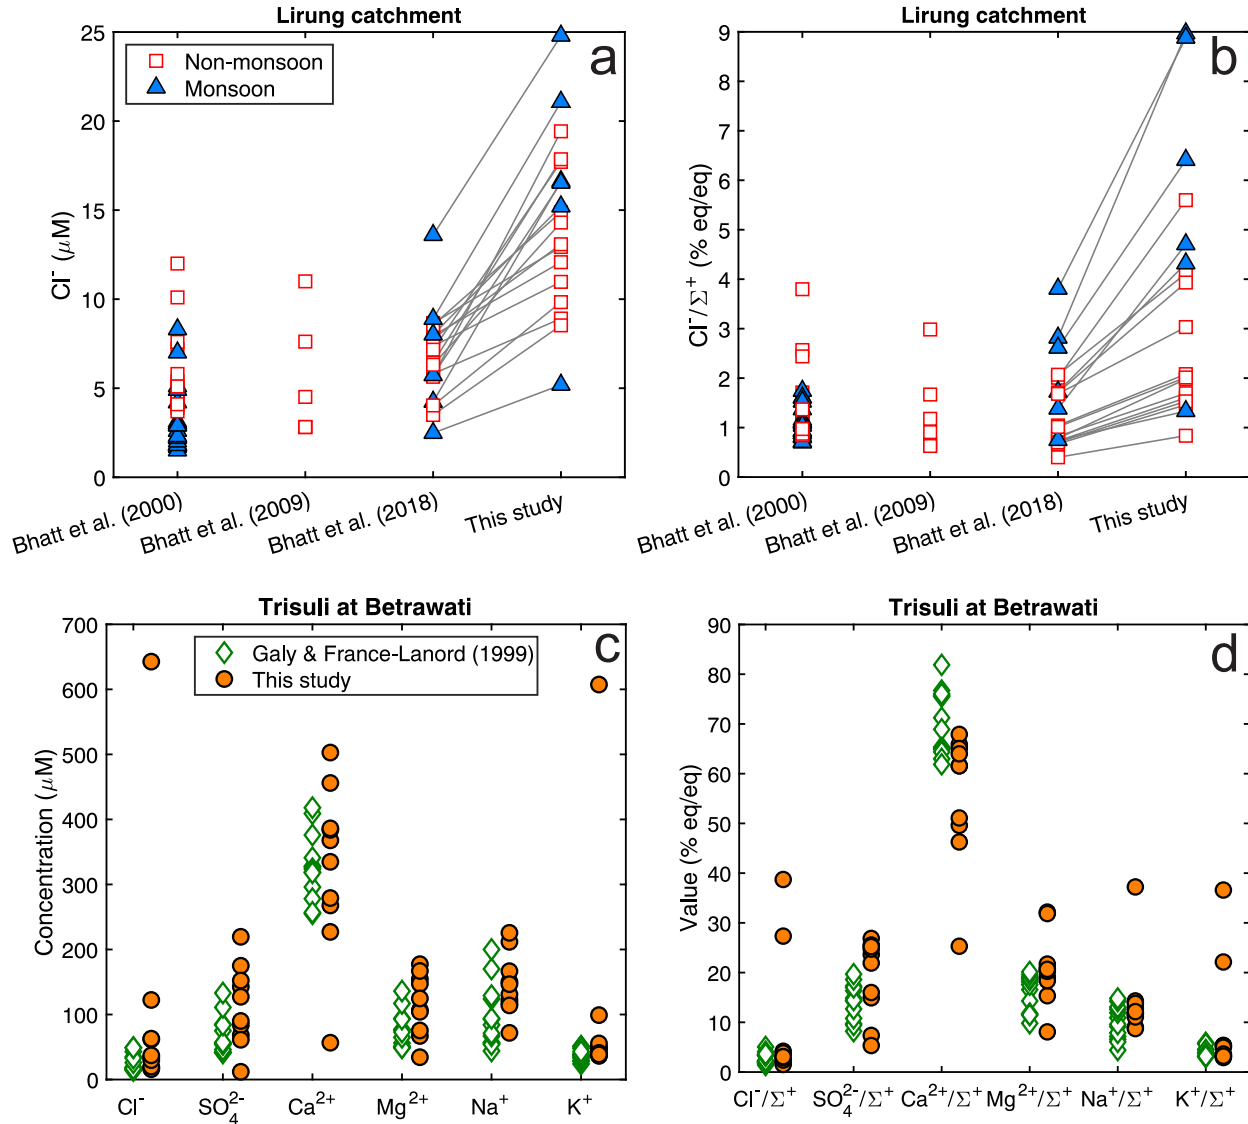 Lirung catchment
a
25
20
15
10
5
0
Cl⁻ (μM)
Non-monsoon
Monsoon
Bhatt et al. (2000)
Bhatt et al. (2009)
Bhatt et al. (2018)
This study
Lirung catchment
b
9
8
7
6
5
4
3
2
1
0
Cl⁻/Σ⁺ (% eq/eq)
Bhatt et al. (2000)
Bhatt et al. (2009)
Bhatt et al. (2018)
This study
Trisuli at Betrawati
c
700
600
500
400
300
200
100
0
Concentration (μM)
Galy & France-Lanord (1999)
This study
Cl⁻
SO₄²⁻
Ca²⁺
Mg²⁺
Na⁺
K⁺
Trisuli at Betrawati
d
90
80
70
60
50
40
30
20
10
0
Value (% eq/eq)
Cl⁻/Σ⁺
SO₄²⁻/Σ⁺
Ca²⁺/Σ⁺
Mg²⁺/Σ⁺
Na⁺/Σ⁺
K⁺/Σ⁺